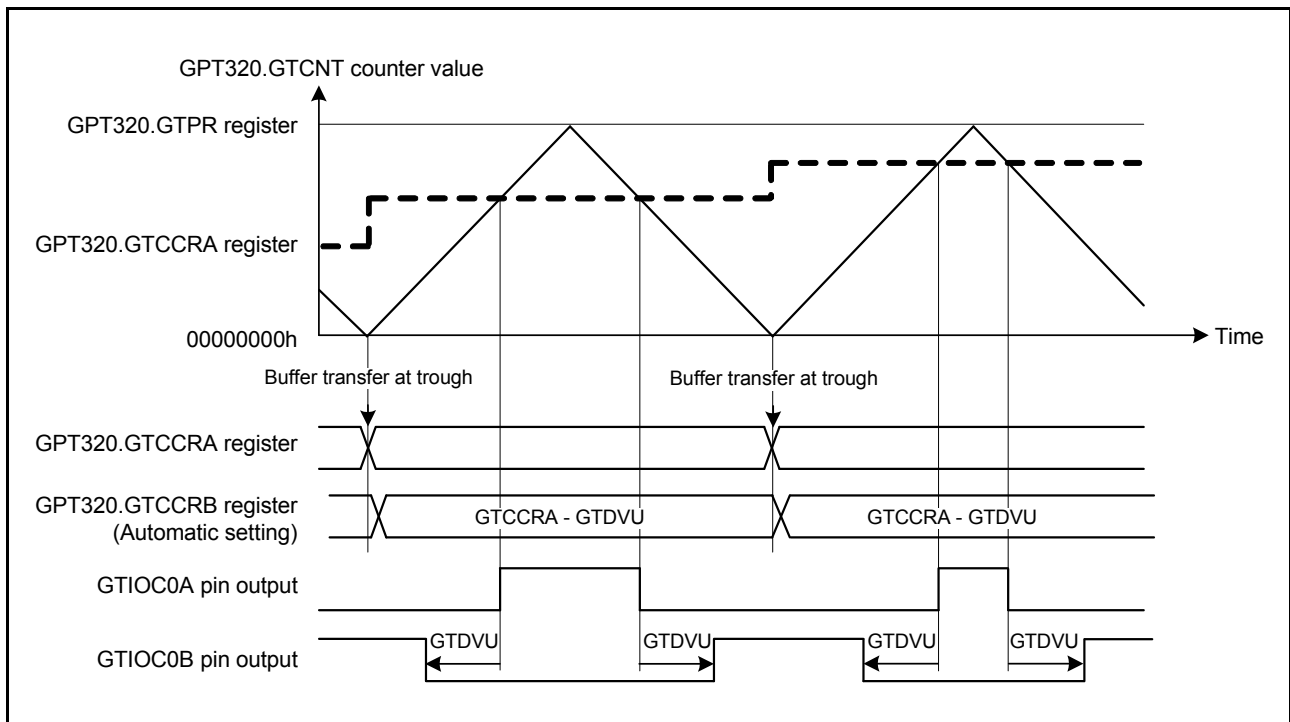 GPT320.GTCNT counter value
GPT320.GTPR register
GPT320.GTCCRA register
00000000h
Time
Buffer transfer at trough
Buffer transfer at trough
GPT320.GTCCRA register
GPT320.GTCCRB register
(Automatic setting)
GTCCRA - GTDVU
GTCCRA - GTDVU
GTIOC0A pin output
GTIOC0B pin output
GTDVU
GTDVU
GTDVU
GTDVU